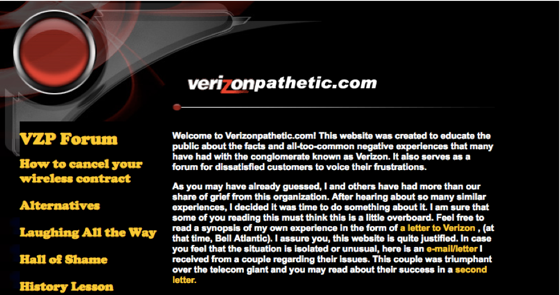 verizonpathetic.com
VZP Forum
How to cancel your
wireless contract
Alternatives
Laughing All the Way
Hall of Shame
History Lesson
Welcome to Verizonpathetic.com! This website was created to educate the
public about the facts and all-too-common negative experiences that many
have had with the conglomerate known as Verizon. It also serves as a
forum for dissatisfied customers to voice their frustrations.
As you may have already guessed, I and others have had more than our
share of grief from this organization. After hearing about so many similar
experiences, I decided it was time to do something about it. I am sure that
some of you reading this must think this is a little overboard. Feel free to
read a synopsis of my own experience in the form of a letter to Verizon , (at
that time, Bell Atlantic). I assure you, this website is quite justified. In case
you feel that the situation is isolated or unusual, here is an e-mail/letter I
received from a couple regarding their issues. This couple was triumphant
over the telecom giant and you may read about their success in a second
letter.